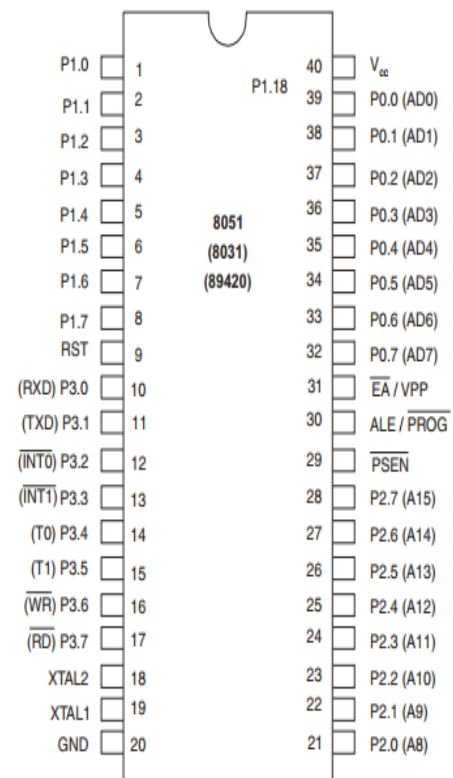 P1.0 1 40 Vcc
P1.18
P1.1 2 39 P0.0 (AD0)
P1.2 3 38 P0.1 (AD1)
P1.3 4 37 P0.2 (AD2)
P1.4 5 36 P0.3 (AD3)
8051
P1.5 6 35 P0.4 (AD4)
(8031)
P1.6 7 34 P0.5 (AD5)
(89420)
P1.7 8 33 P0.6 (AD6)
RST 9 32 P0.7 (AD7)
(RXD) P3.0 10 31 E̅A̅ / VPP
(TXD) P3.1 11 30 ALE / P̅R̅O̅G̅
(I̅N̅T̅0̅) P3.2 12 29 P̅S̅E̅N̅
(I̅N̅T̅1̅) P3.3 13 28 P2.7 (A15)
(T0) P3.4 14 27 P2.6 (A14)
(T1) P3.5 15 26 P2.5 (A13)
(W̅R̅) P3.6 16 25 P2.4 (A12)
(R̅D̅) P3.7 17 24 P2.3 (A11)
XTAL2 18 23 P2.2 (A10)
XTAL1 19 22 P2.1 (A9)
GND 20 21 P2.0 (A8)